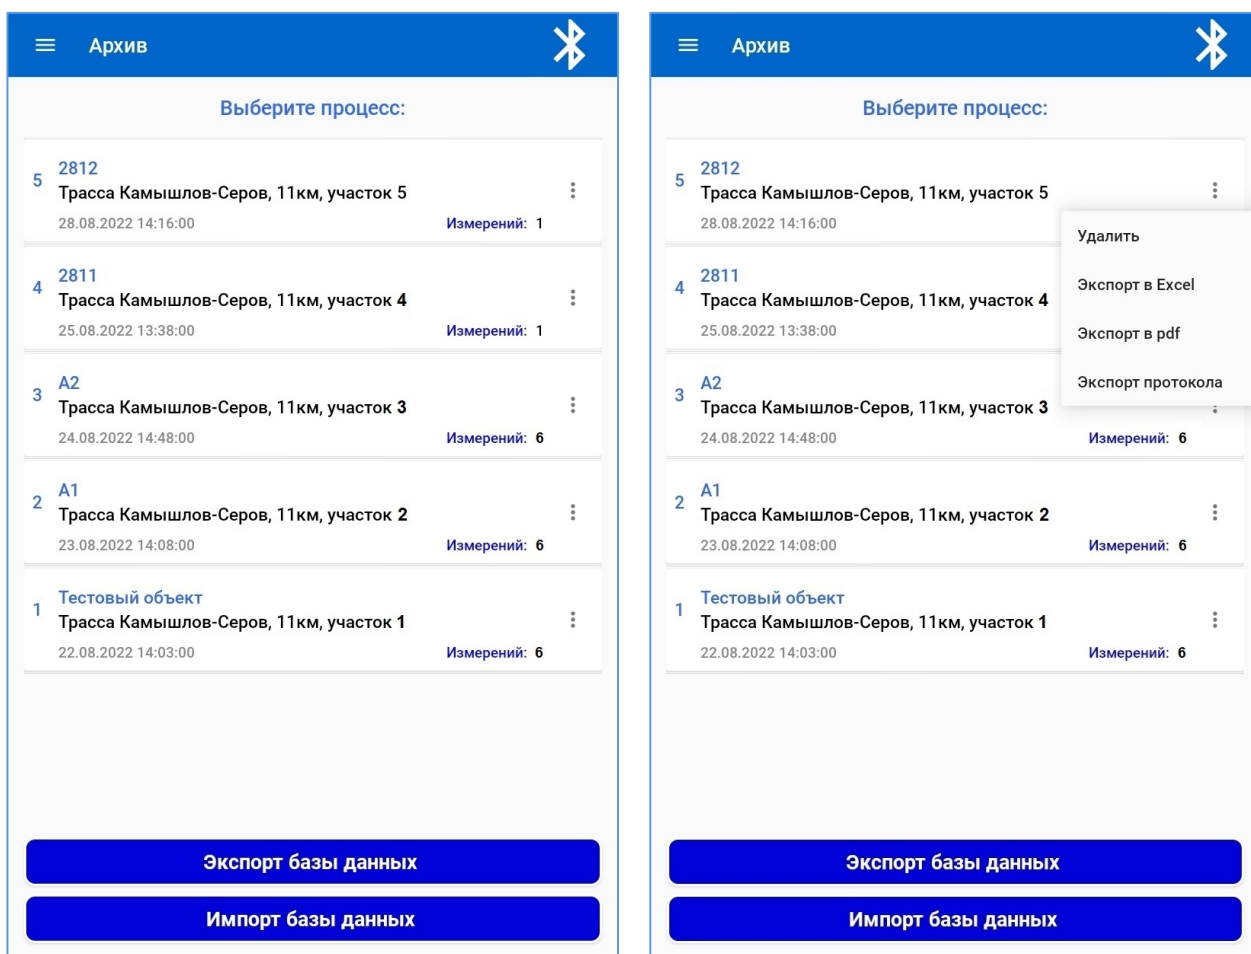 Архив
Выберите процесс:
5
2812
Трасса Камышлов-Серов, 11км, участок 5
28.08.2022 14:16:00
Измерений: 1
4
2811
Трасса Камышлов-Серов, 11км, участок 4
25.08.2022 13:38:00
Измерений: 1
3
А2
Трасса Камышлов-Серов, 11км, участок 3
24.08.2022 14:48:00
Измерений: 6
2
А1
Трасса Камышлов-Серов, 11км, участок 2
23.08.2022 14:08:00
Измерений: 6
1
Тестовый объект
Трасса Камышлов-Серов, 11км, участок 1
22.08.2022 14:03:00
Измерений: 6
Экспорт базы данных
Импорт базы данных
Архив
Выберите процесс:
5
2812
Трасса Камышлов-Серов, 11км, участок 5
28.08.2022 14:16:00
Удалить
Экспорт в Excel
Экспорт в pdf
Экспорт протокола
4
2811
Трасса Камышлов-Серов, 11км, участок 4
25.08.2022 13:38:00
3
А2
Трасса Камышлов-Серов, 11км, участок 3
24.08.2022 14:48:00
Измерений: 6
2
А1
Трасса Камышлов-Серов, 11км, участок 2
23.08.2022 14:08:00
Измерений: 6
1
Тестовый объект
Трасса Камышлов-Серов, 11км, участок 1
22.08.2022 14:03:00
Измерений: 6
Экспорт базы данных
Импорт базы данных